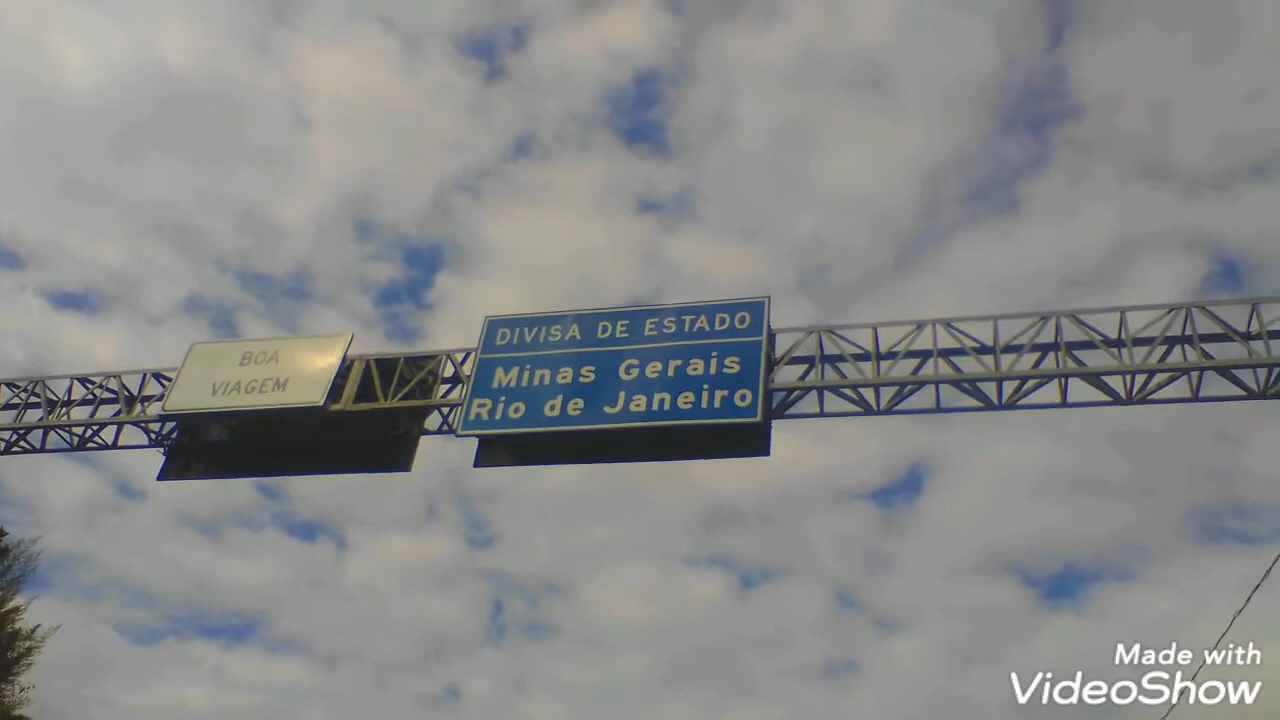 BOA
VIAGEM
DIVISA DE ESTADO
Minas Gerais
Rio de Janeiro
Made with
VideoShow